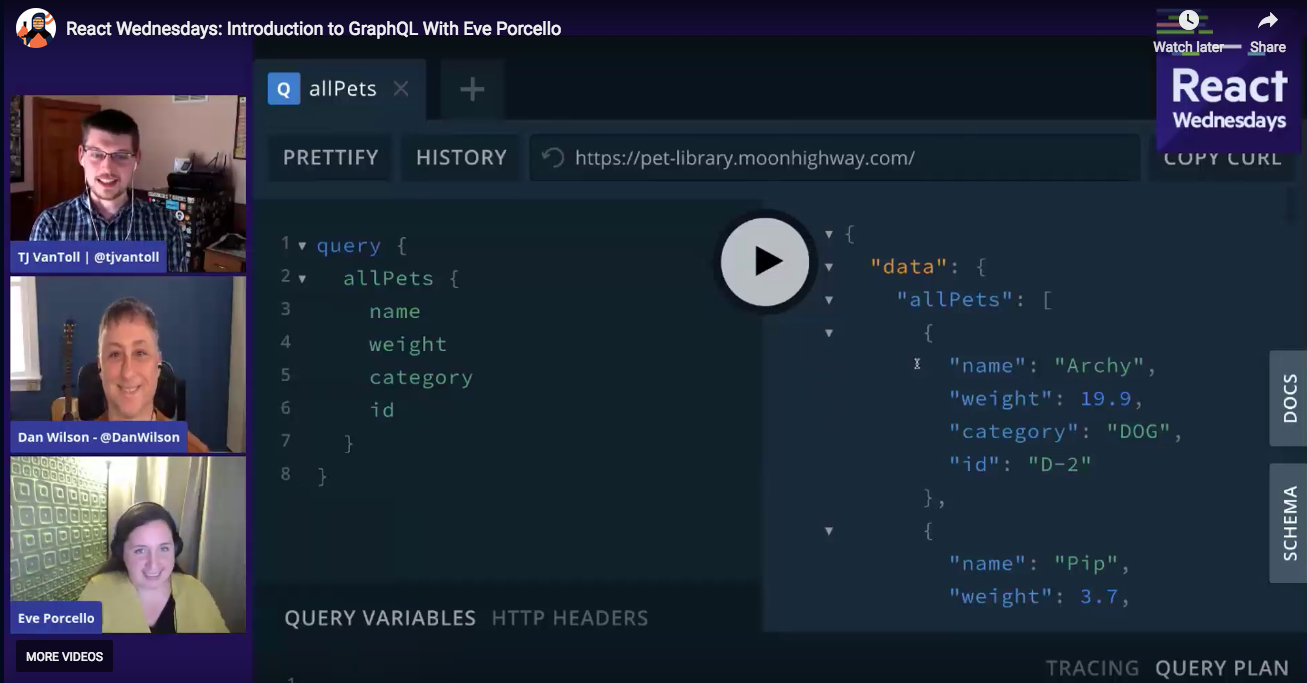 React Wednesdays: Introduction to GraphQL With Eve Porcello
Watch later
Share
React
Wednesdays
Q allPets
PRETTIFY
HISTORY
https://pet-library.moonhighway.com/
COPY CURL
TJ VanToll | @tjvantoll
Dan Wilson - @DanWilson
Eve Porcello
MORE VIDEOS
1 query {
2 allPets {
3 name
4 weight
5 category
6 id
7 }
8 }
{
"data": {
"allPets": [
{
"name": "Archy",
"weight": 19.9,
"category": "DOG",
"id": "D-2"
},
{
"name": "Pip",
"weight": 3.7,
DOCS
SCHEMA
QUERY VARIABLES
HTTP HEADERS
1
TRACING
QUERY PLAN